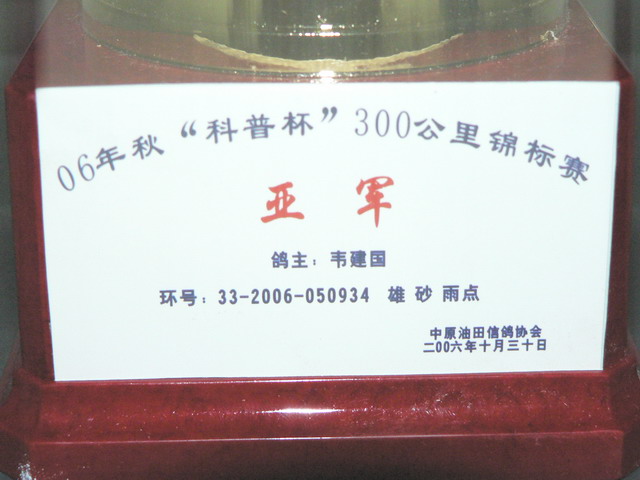 06年秋“科普杯”300公里锦标赛
亚 军
鸽主：韦建国
环号：33-2006-050934 雄 砂 雨点
中原油田信鸽协会
二00六年十月三十日